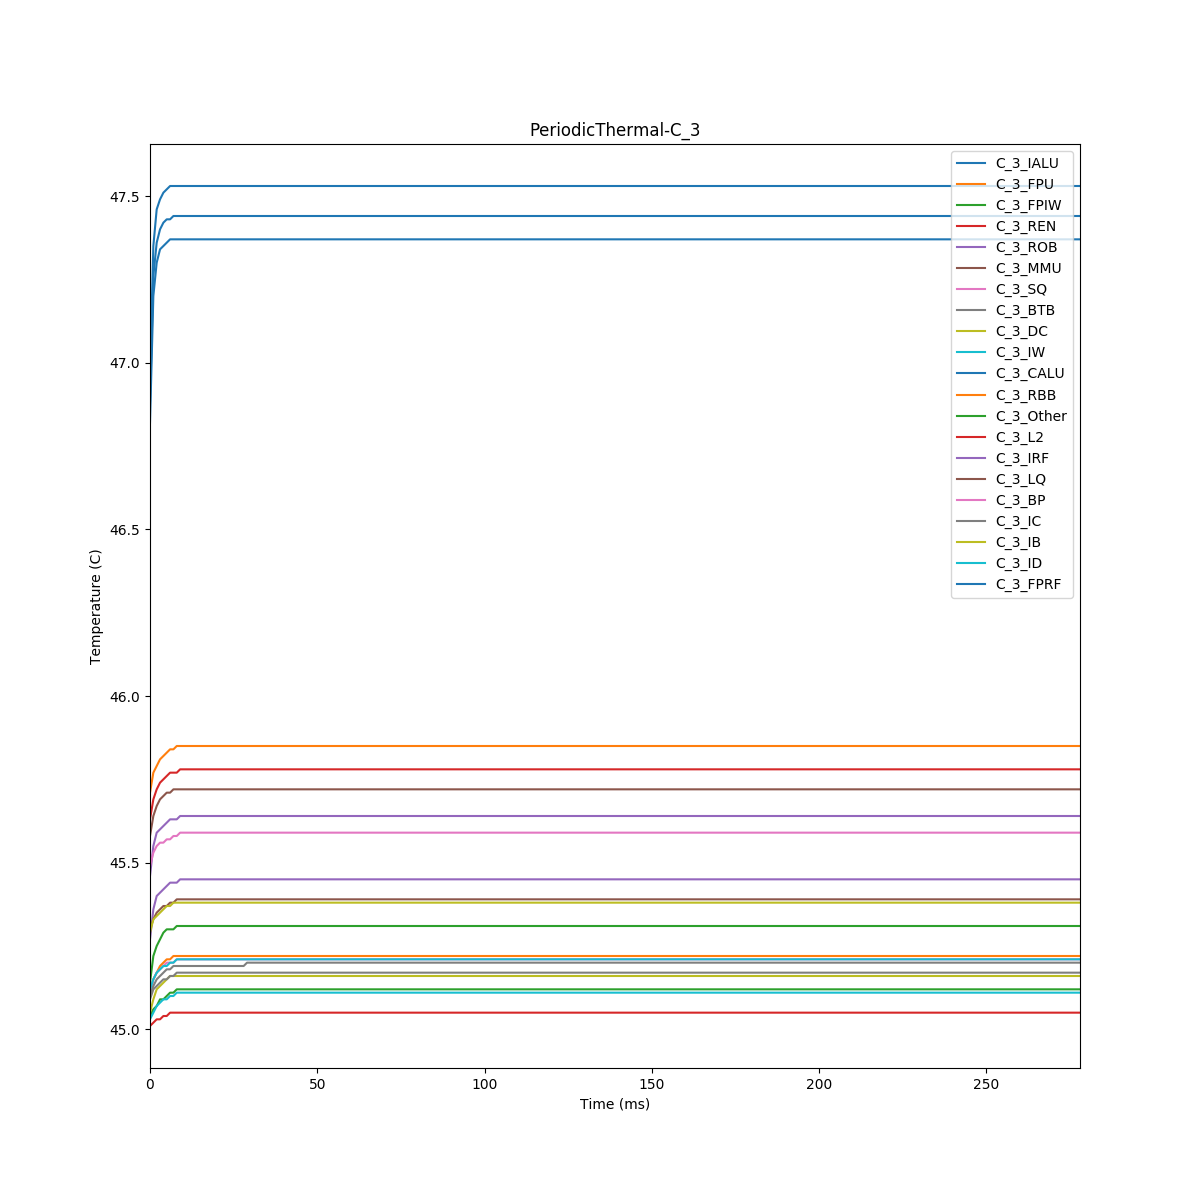 PeriodicThermal-C_3
C_3_IALU
C_3_FPU
C_3_FPIW
C_3_REN
C_3_ROB
C_3_MMU
C_3_SQ
C_3_BTB
C_3_DC
C_3_IW
C_3_CALU
C_3_RBB
C_3_Other
C_3_L2
C_3_IRF
C_3_LQ
C_3_BP
C_3_IC
C_3_IB
C_3_ID
C_3_FPRF
47.5
47.0
46.5
46.0
45.5
45.0
Temperature (C)
0 50 100 150 200 250
Time (ms)